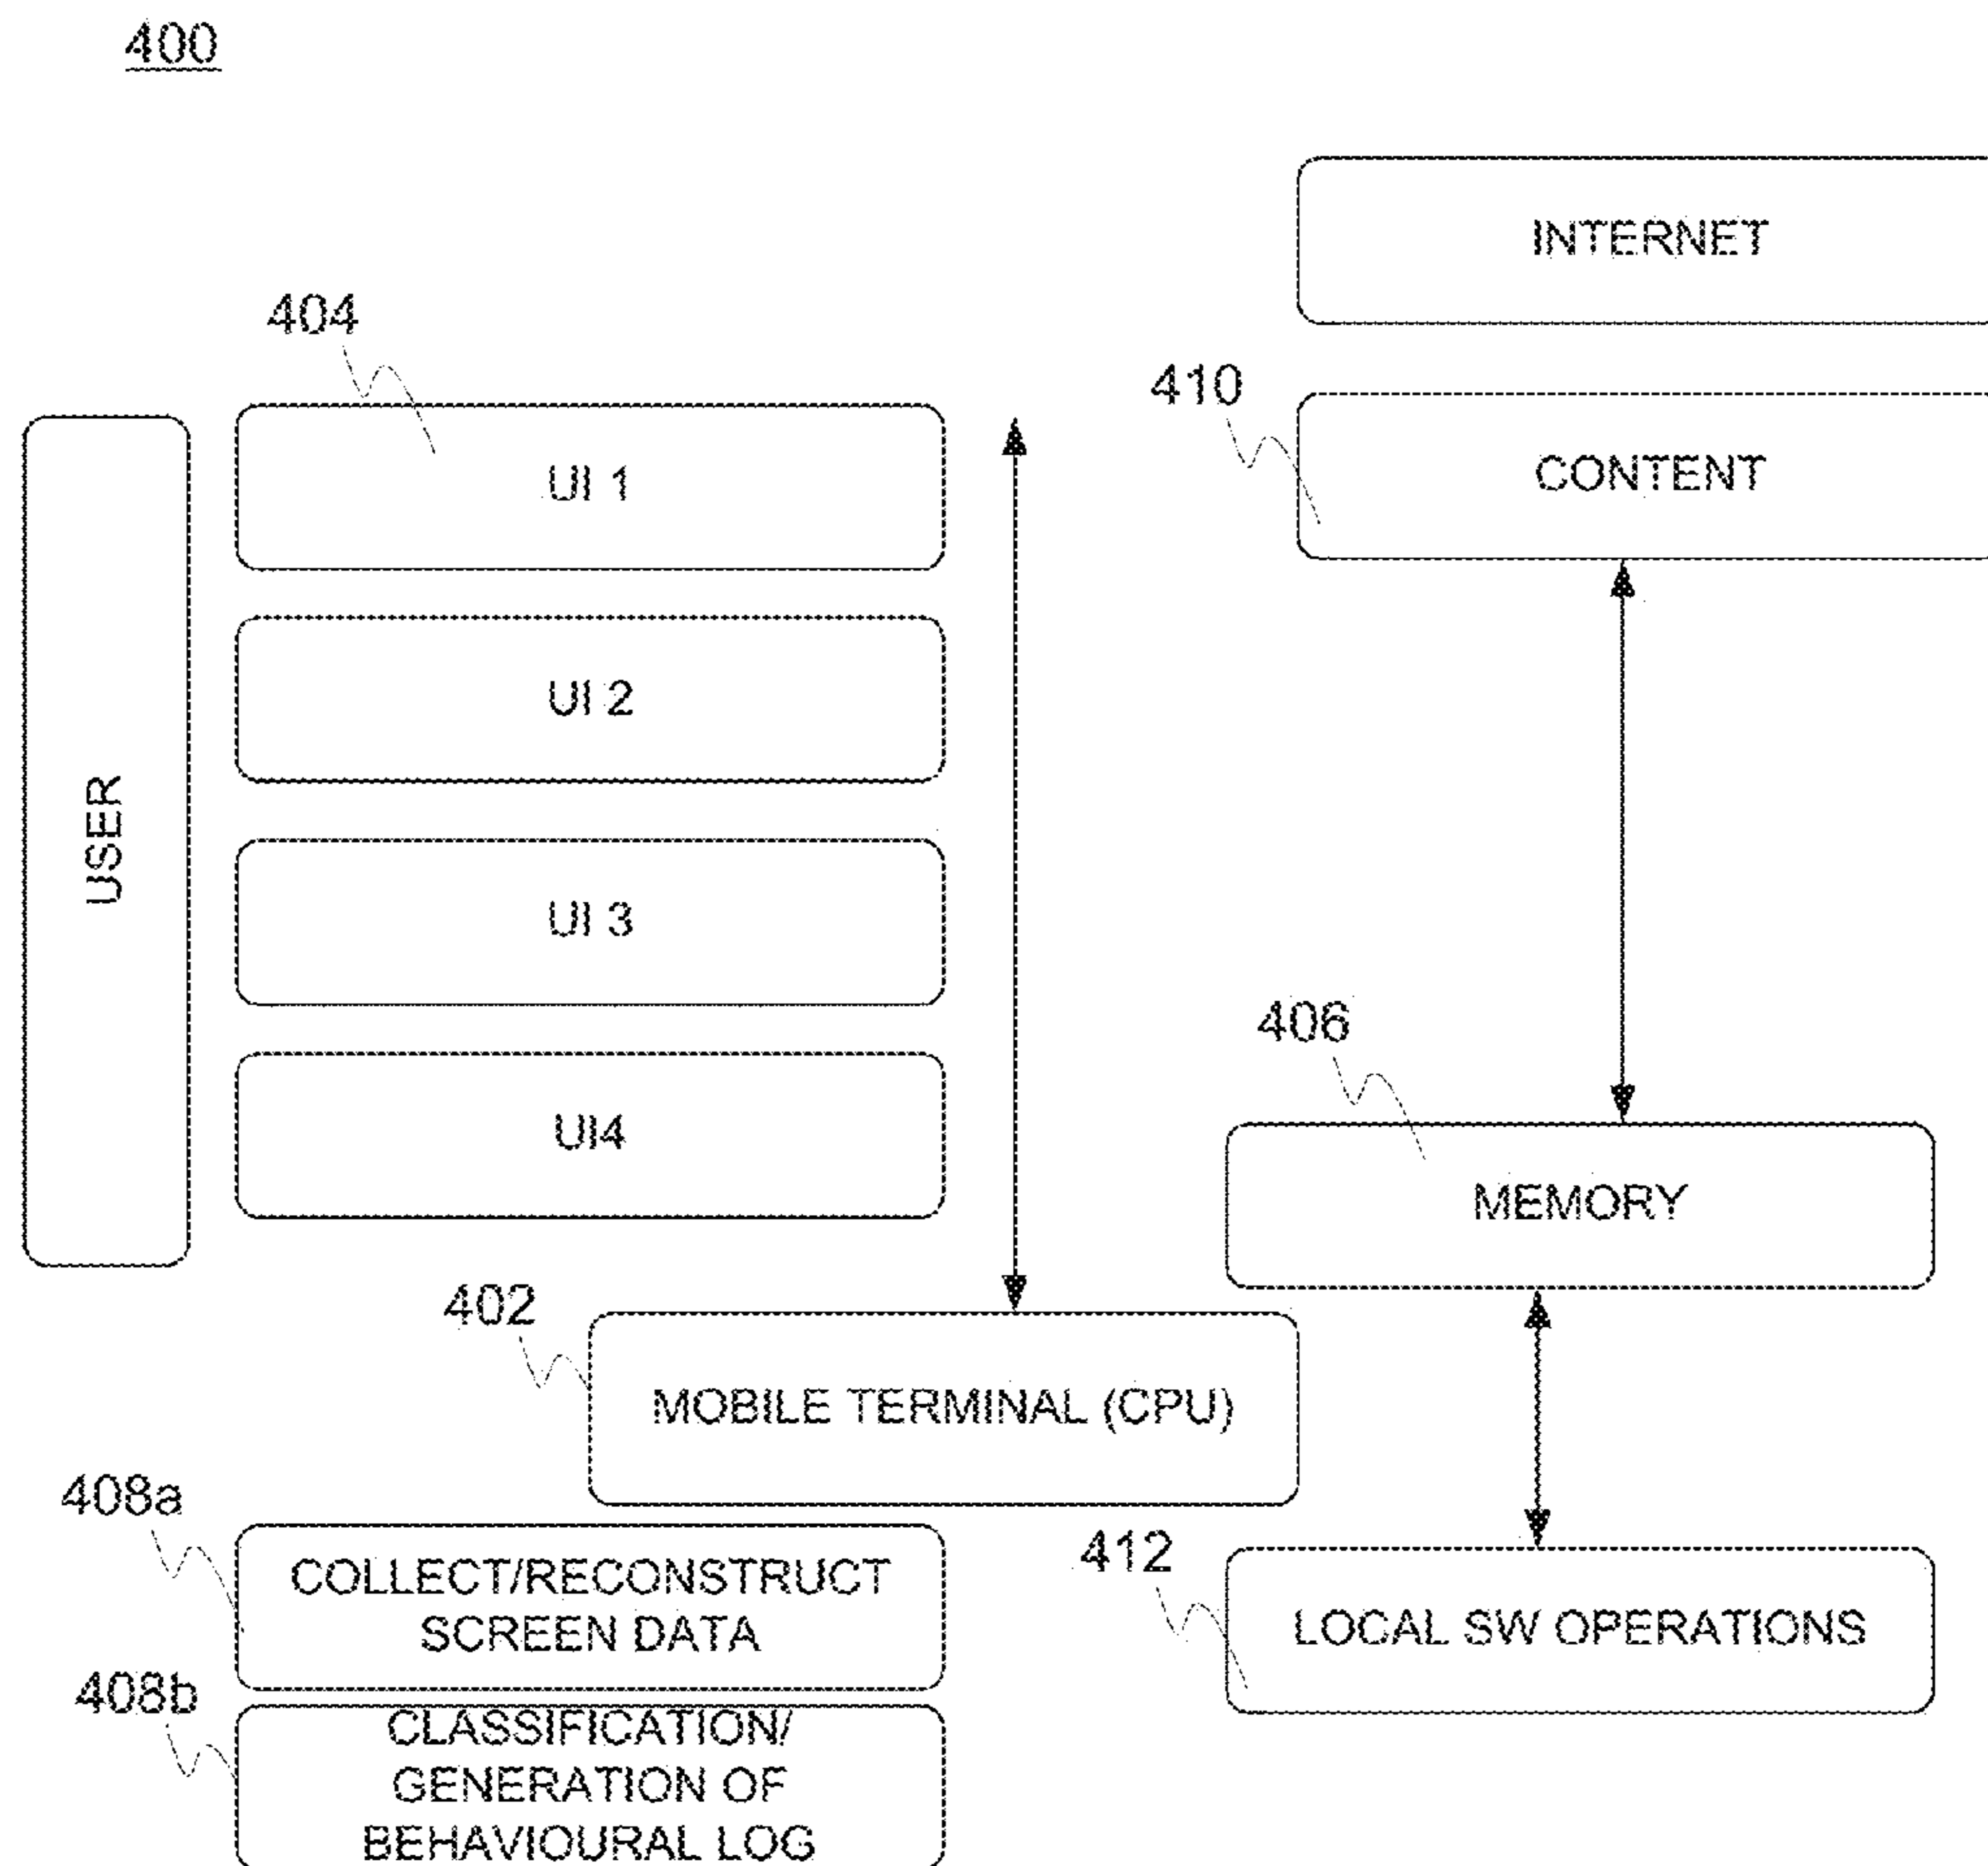 400
INTERNET
404
410
UI 1
CONTENT
UI 2
USER
UI 3
406
UI4
MEMORY
402
MOBILE TERMINAL (CPU)
408a
COLLECT/RECONSTRUCT
SCREEN DATA
412
LOCAL SW OPERATIONS
408b
CLASSIFICATION/
GENERATION OF
BEHAVIOURAL LOG